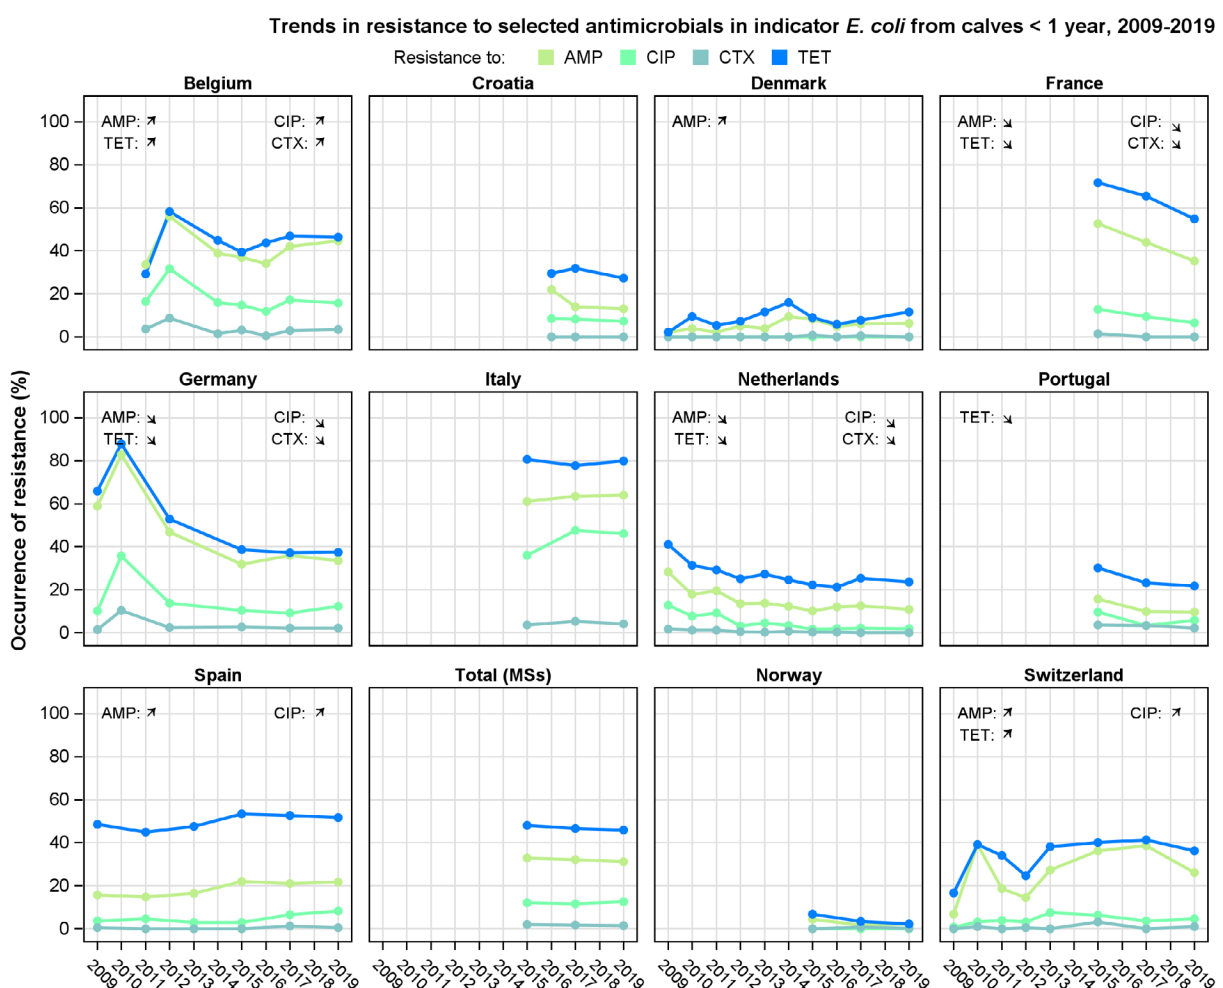 Trends in resistance to selected antimicrobials in indicator E. coli from calves < 1 year, 2009-2019
Resistance to: AMP CIP CTX TET
Belgium Croatia Denmark France
100 AMP: ↗ CIP: ↗ AMP: ↗ AMP: ↘ CIP: ↘
TET: ↗ CTX: ↗ TET: ↘ CTX: ↘
80
60
40
20
0
Germany Italy Netherlands Portugal
100 AMP: ↘ CIP: ↘ AMP: ↘ CIP: ↘ TET: ↘
TET: ↘ CTX: ↘ TET: ↘ CTX: ↘
80
60
40
20
0
Occurrence of resistance (%)
Spain Total (MSs) Norway Switzerland
100 AMP: ↗ CIP: ↗ AMP: ↗ CIP: ↗
TET: ↗
80
60
40
20
0
2009 2010 2011 2012 2013 2014 2015 2016 2017 2018 2019 2009 2010 2011 2012 2013 2014 2015 2016 2017 2018 2019 2009 2010 2011 2012 2013 2014 2015 2016 2017 2018 2019 2009 2010 2011 2012 2013 2014 2015 2016 2017 2018 2019